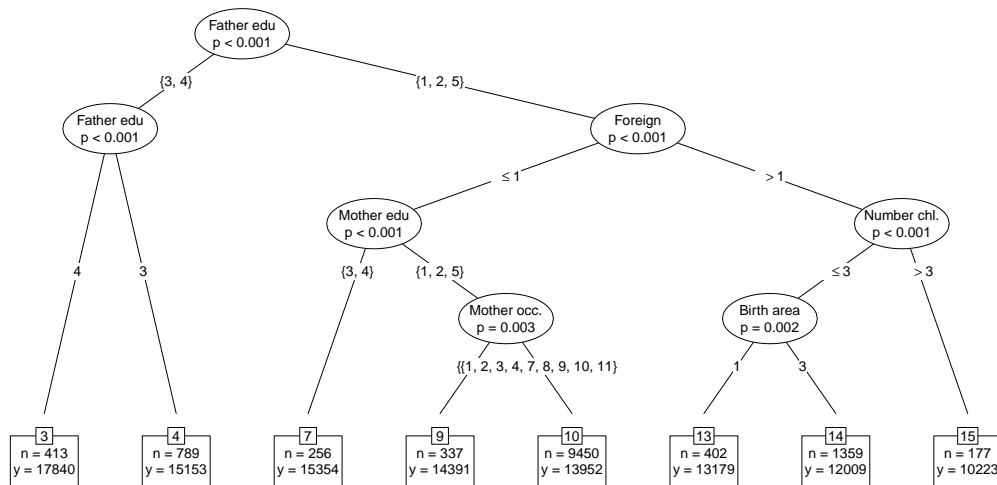 Father edu
p < 0.001
{3, 4}
{1, 2, 5}
Father edu
p < 0.001
Foreign
p < 0.001
≤ 1
> 1
Mother edu
p < 0.001
Number chl.
p < 0.001
4
3
{3, 4}
{1, 2, 5}
≤ 3
> 3
Mother occ.
p = 0.003
Birth area
p = 0.002
{{1, 2, 3, 4, 7, 8, 9, 10, 11}
1
3
3
n = 413
y = 17840
4
n = 789
y = 15153
7
n = 256
y = 15354
9
n = 337
y = 14391
10
n = 9450
y = 13952
13
n = 402
y = 13179
14
n = 1359
y = 12009
15
n = 177
y = 10223